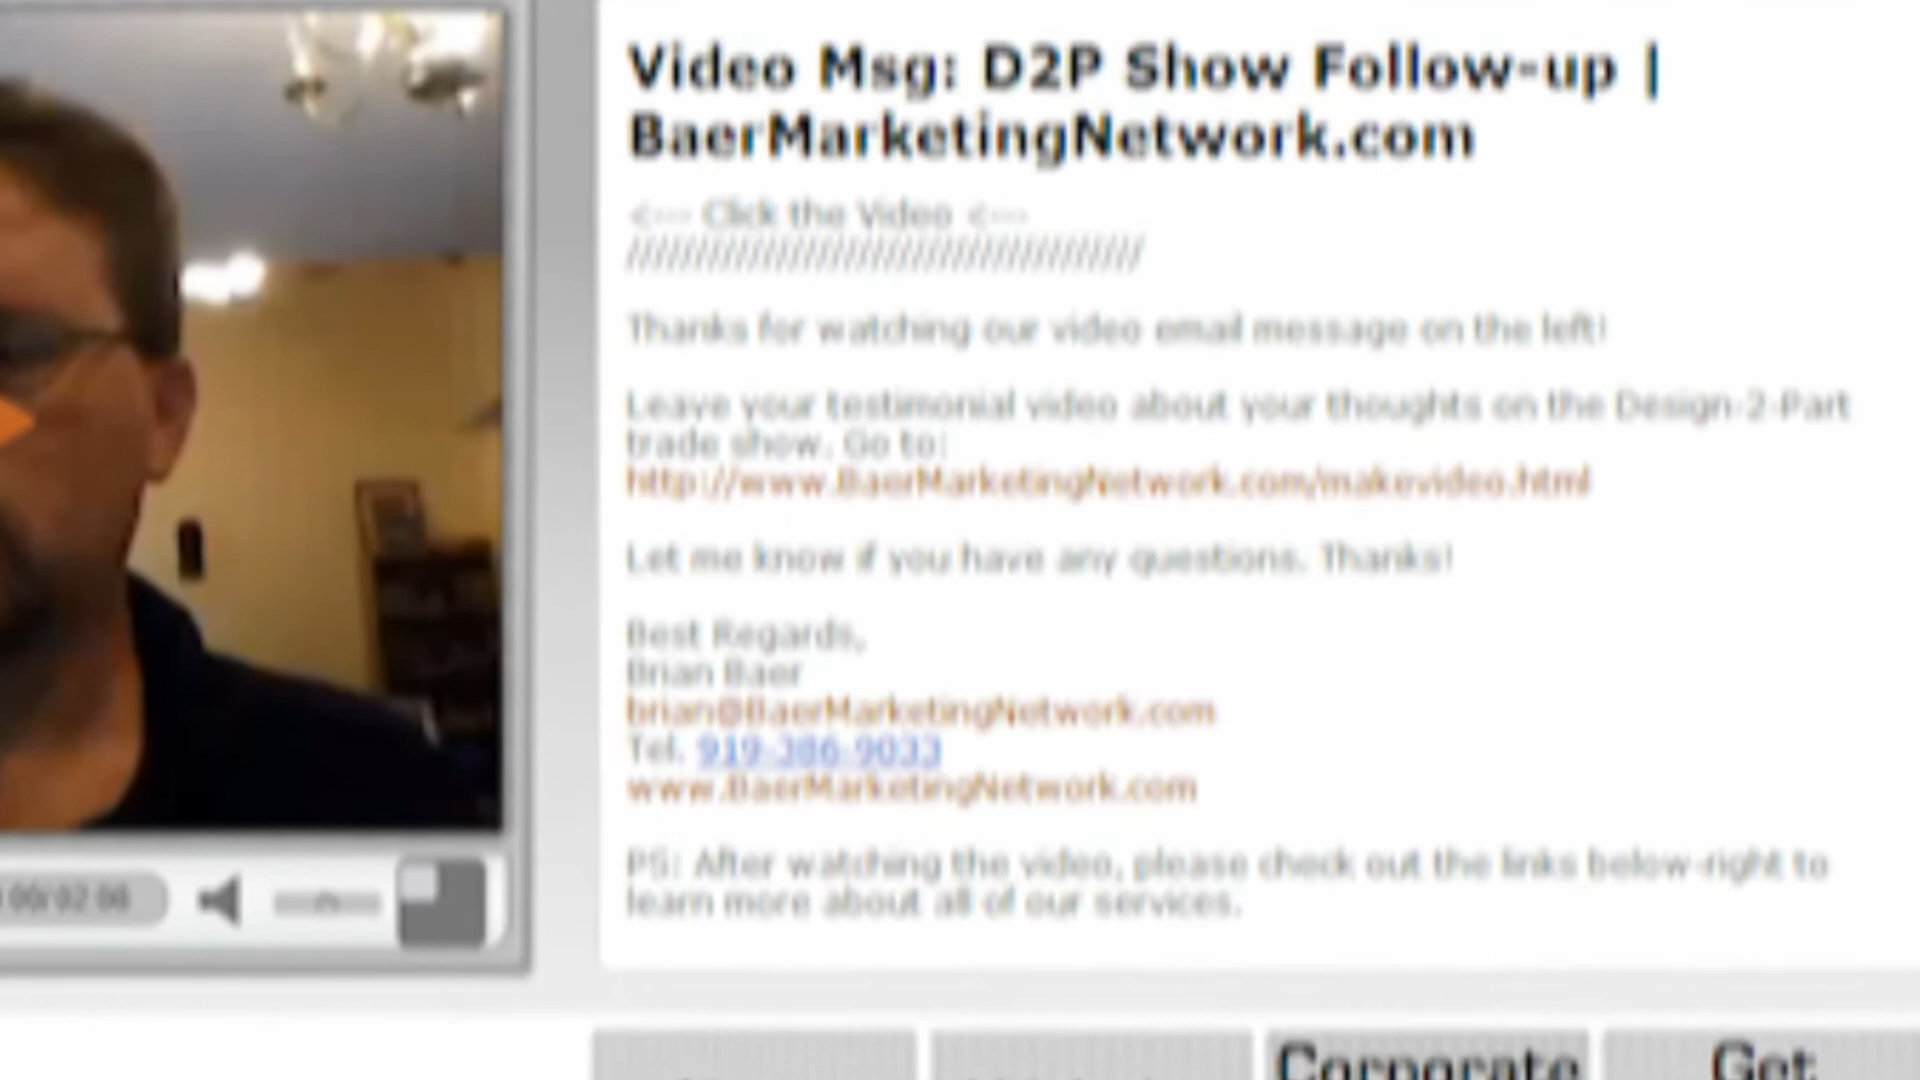 Video Msg: D2P Show Follow-up |
BaerMarketingNetwork.com
<--- Click the Video <---
//////////////////////////////////////
Thanks for watching our video email message on the left!
Leave your testimonial video about your thoughts on the Design-2-Part
trade show. Go to:
http://www.BaerMarketingNetwork.com/makevideo.html
Let me know if you have any questions. Thanks!
Best Regards,
Brian Baer
brian@BaerMarketingNetwork.com
Tel. 919-386-9033
www.BaerMarketingNetwork.com
PS: After watching the video, please check out the links below-right to
learn more about all of our services.
00/02:06
Corporate
Get